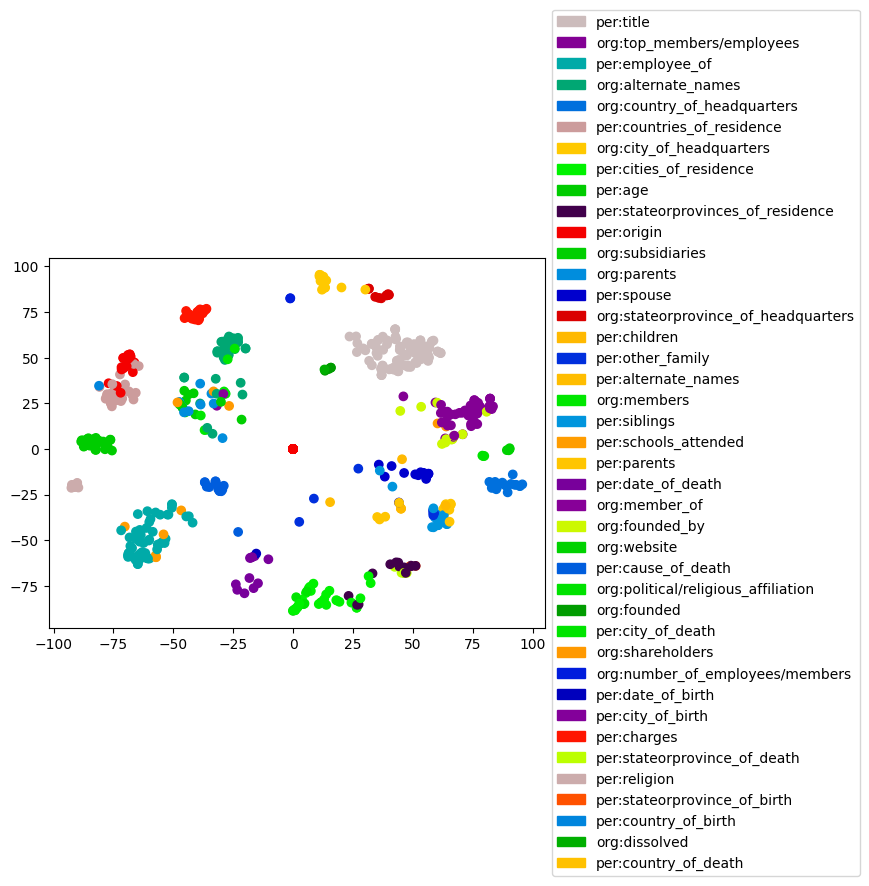 per:title
org:top_members/employees
per:employee_of
org:alternate_names
org:country_of_headquarters
per:countries_of_residence
org:city_of_headquarters
per:cities_of_residence
per:age
per:stateorprovinces_of_residence
per:origin
org:subsidiaries
org:parents
per:spouse
org:stateorprovince_of_headquarters
per:children
per:other_family
per:alternate_names
org:members
per:siblings
per:schools_attended
per:parents
per:date_of_death
org:member_of
org:founded_by
org:website
per:cause_of_death
org:political/religious_affiliation
org:founded
per:city_of_death
org:shareholders
org:number_of_employees/members
per:date_of_birth
per:city_of_birth
per:charges
per:stateorprovince_of_death
per:religion
per:stateorprovince_of_birth
per:country_of_birth
org:dissolved
per:country_of_death
100
75
50
25
0
−25
−50
−75
−100 −75 −50 −25 0 25 50 75 100